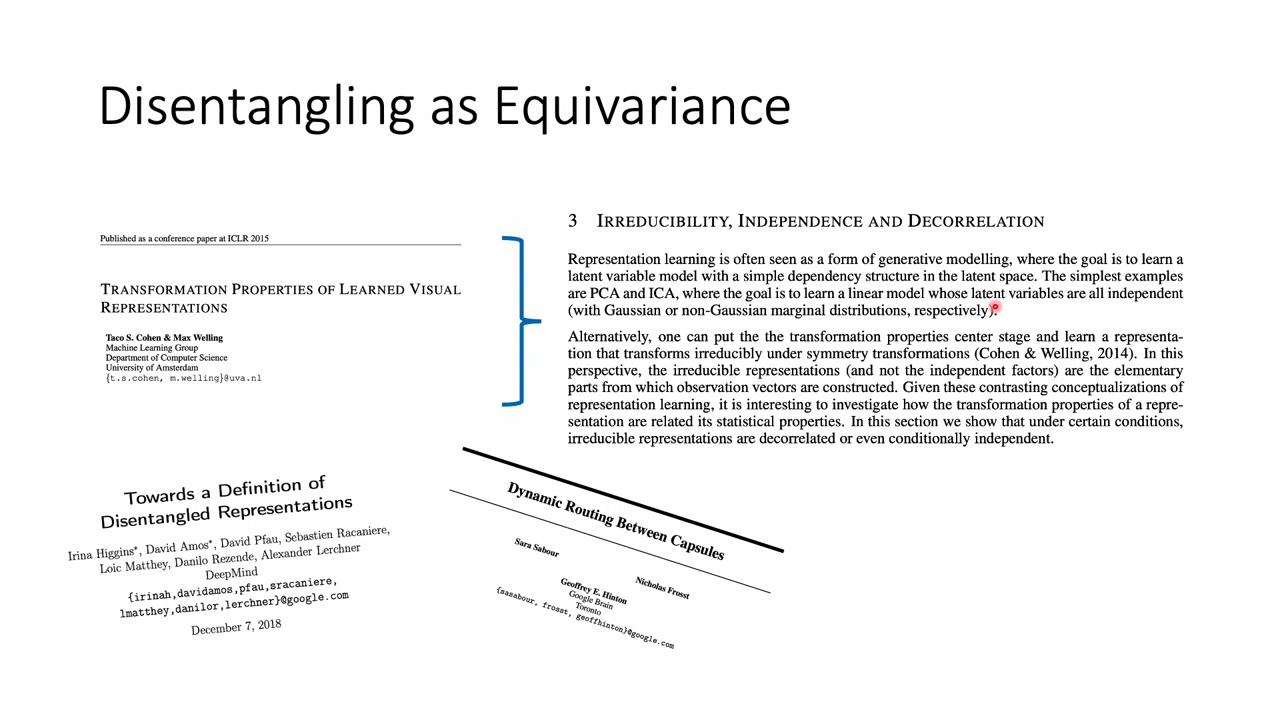 Disentangling as Equivariance
Published as a conference paper at ICLR 2015
TRANSFORMATION PROPERTIES OF LEARNED VISUAL
REPRESENTATIONS
Taco S. Cohen & Max Welling
Machine Learning Group
Department of Computer Science
University of Amsterdam
{t.s.cohen, m.welling}@uva.nl
3 IRREDUCIBILITY, INDEPENDENCE AND DECORRELATION
Representation learning is often seen as a form of generative modelling, where the goal is to learn a
latent variable model with a simple dependency structure in the latent space. The simplest examples
are PCA and ICA, where the goal is to learn a linear model whose latent variables are all independent
(with Gaussian or non-Gaussian marginal distributions, respectively).
Alternatively, one can put the the transformation properties center stage and learn a representa-
tion that transforms irreducibly under symmetry transformations (Cohen & Welling, 2014). In this
perspective, the irreducible representations (and not the independent factors) are the elementary
parts from which observation vectors are constructed. Given these contrasting conceptualizations of
representation learning, it is interesting to investigate how the transformation properties of a repre-
sentation are related its statistical properties. In this section we show that under certain conditions,
irreducible representations are decorrelated or even conditionally independent.
Towards a Definition of
Disentangled Representations
Irina Higgins*, David Amos*, David Pfau, Sebastien Racaniere,
Loic Matthey, Danilo Rezende, Alexander Lerchner
DeepMind
{irinah,davidamos,pfau,sracaniere,
lmatthey,danilor,lerchner}@google.com
December 7, 2018
Dynamic Routing Between Capsules
Sara Sabour
Nicholas Frosst
Geoffrey E. Hinton
Google Brain
Toronto
{sasabour, frosst, geoffhinton}@google.com